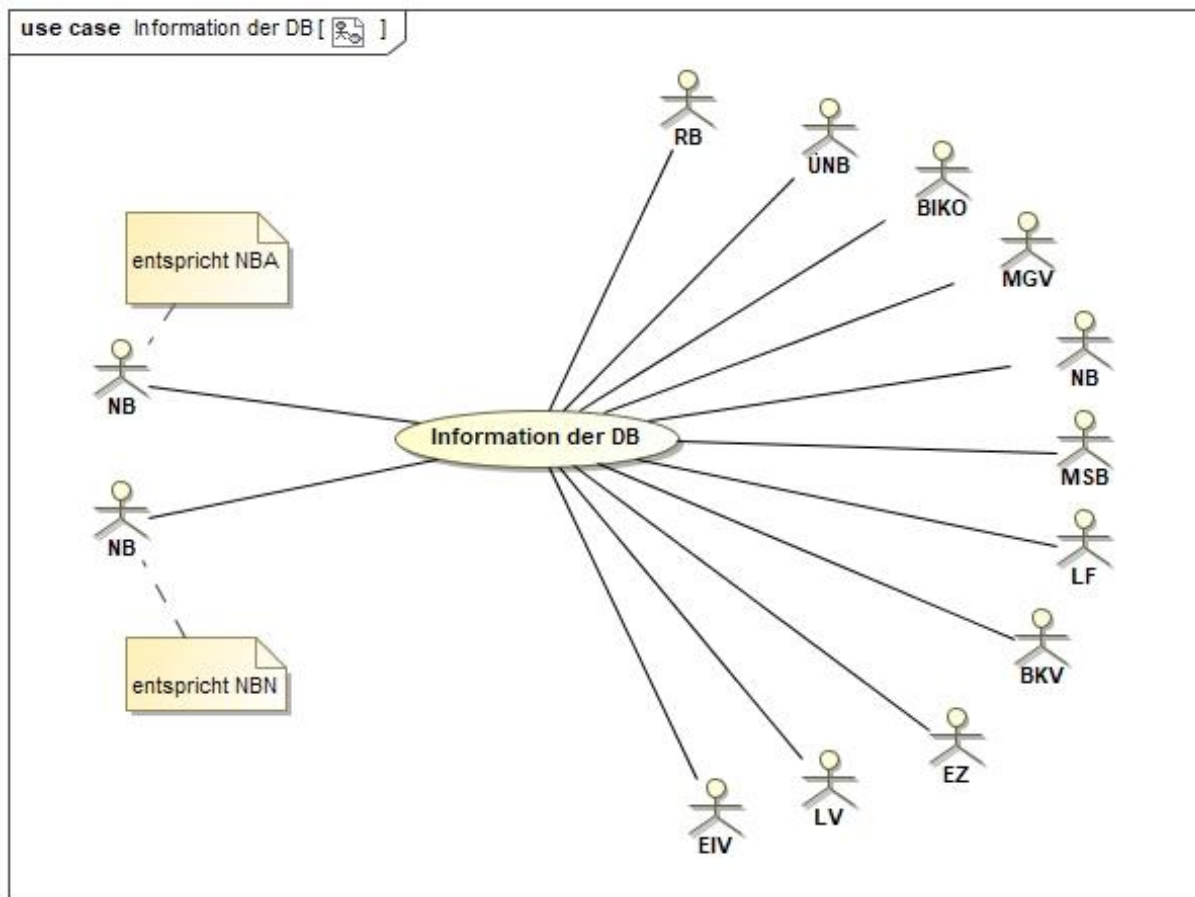 use case Information der DB [ ]
RB
ÜNB
BIKO
MGV
entspricht NBA
NB
NB
Information der DB
MSB
NB
LF
entspricht NBN
BKV
EZ
LV
EIV